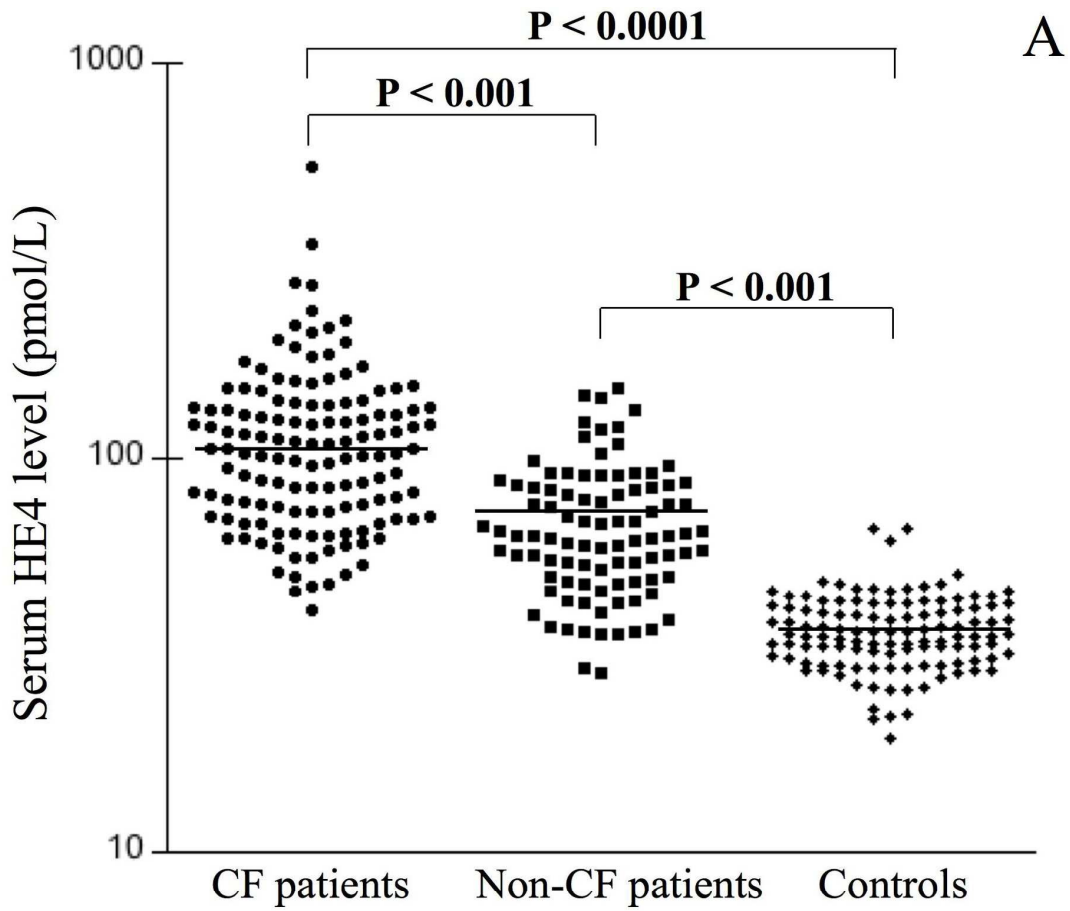 P < 0.0001
A
1000
P < 0.001
P < 0.001
Serum HE4 level (pmol/L)
100
10
CF patients
Non-CF patients
Controls